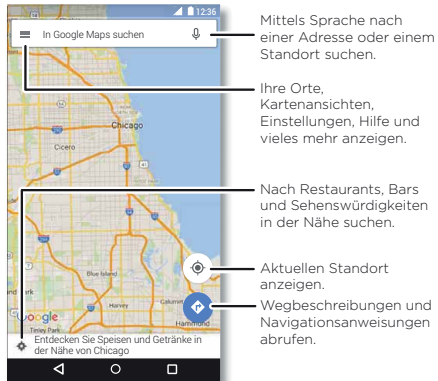 12:36
In Google Maps suchen
Mittels Sprache nach
einer Adresse oder einem
Standort suchen.
Ihre Orte,
Kartenansichten,
Einstellungen, Hilfe und
vieles mehr anzeigen.
Chicago
Cicero
41
Nach Restaurants, Bars
und Sehenswürdigkeiten
in der Nähe suchen.
Blue Island
Aktuellen Standort
anzeigen.
Harvey
Calumet
Google
Hammond
Tinley Park
Wegbeschreibungen und
Navigationsanweisungen
abrufen.
Entdecken Sie Speisen und Getränke in
der Nähe von Chicago